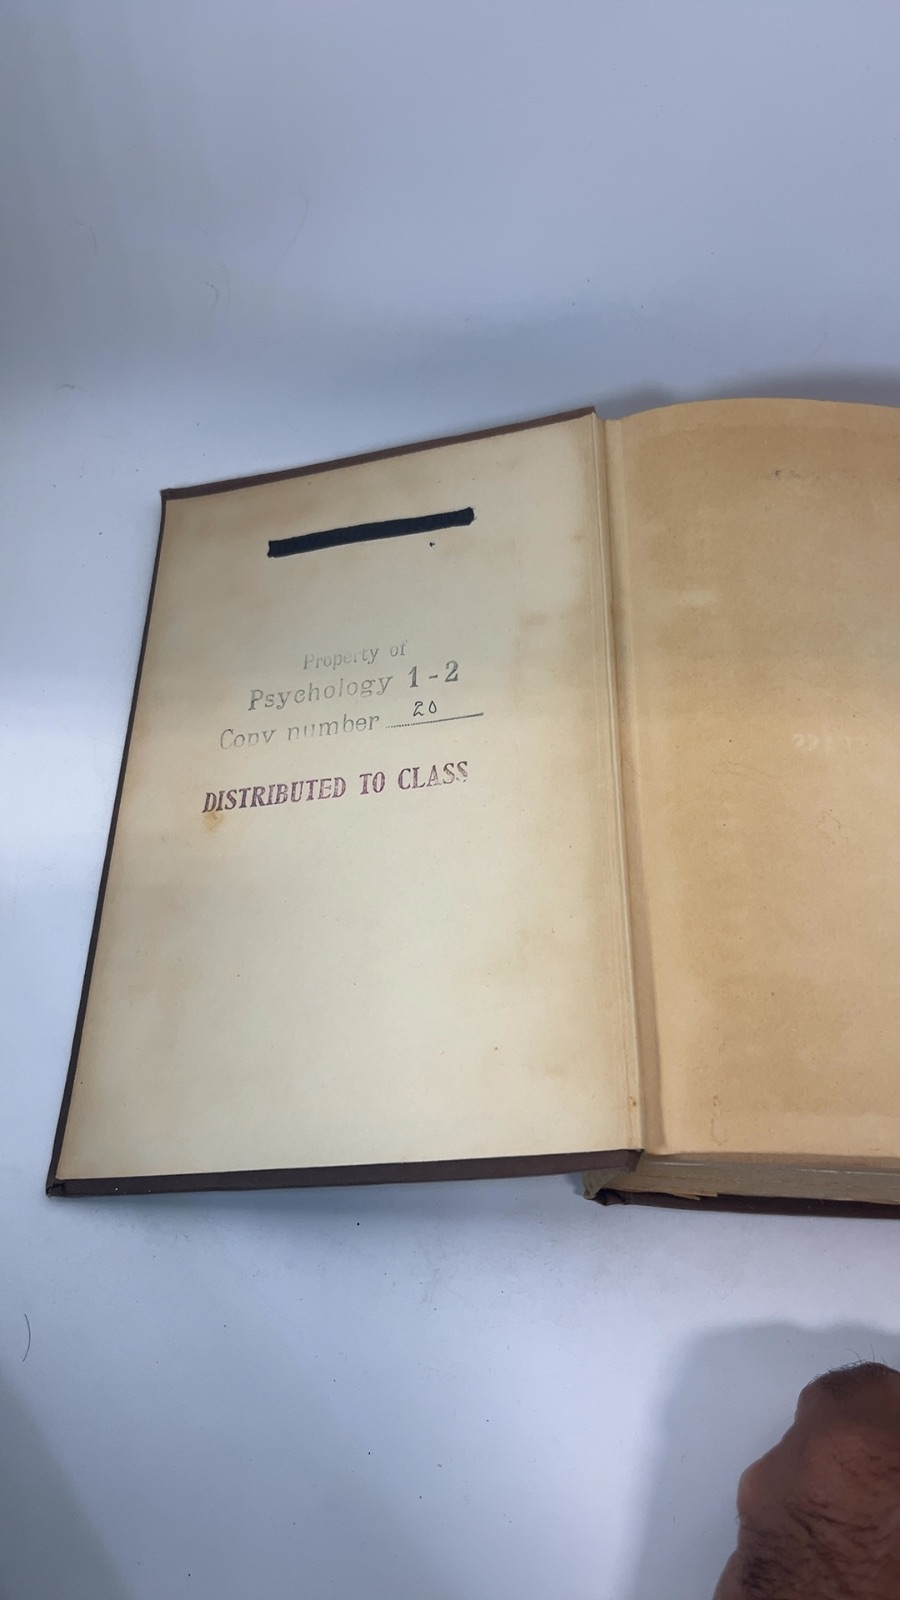 Property of
Psychology 1-2
Copy number 20
DISTRIBUTED TO CLASS